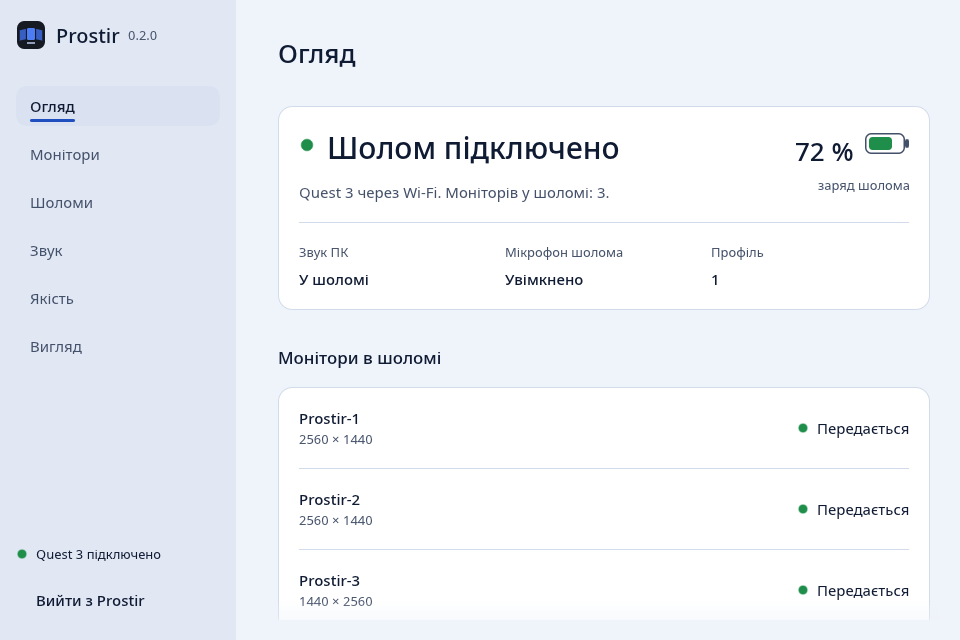 Prostir 0.2.0
Огляд
Монітори
Шоломи
Звук
Якість
Вигляд
Quest 3 підключено
Вийти з Prostir
Огляд
Шолом підключено
72 %
Quest 3 через Wi-Fi. Моніторів у шоломі: 3.
заряд шолома
Звук ПК
Мікрофон шолома
Профіль
У шоломі
Увімкнено
1
Монітори в шоломі
Prostir-1
2560 × 1440
Передається
Prostir-2
2560 × 1440
Передається
Prostir-3
1440 × 2560
Передається